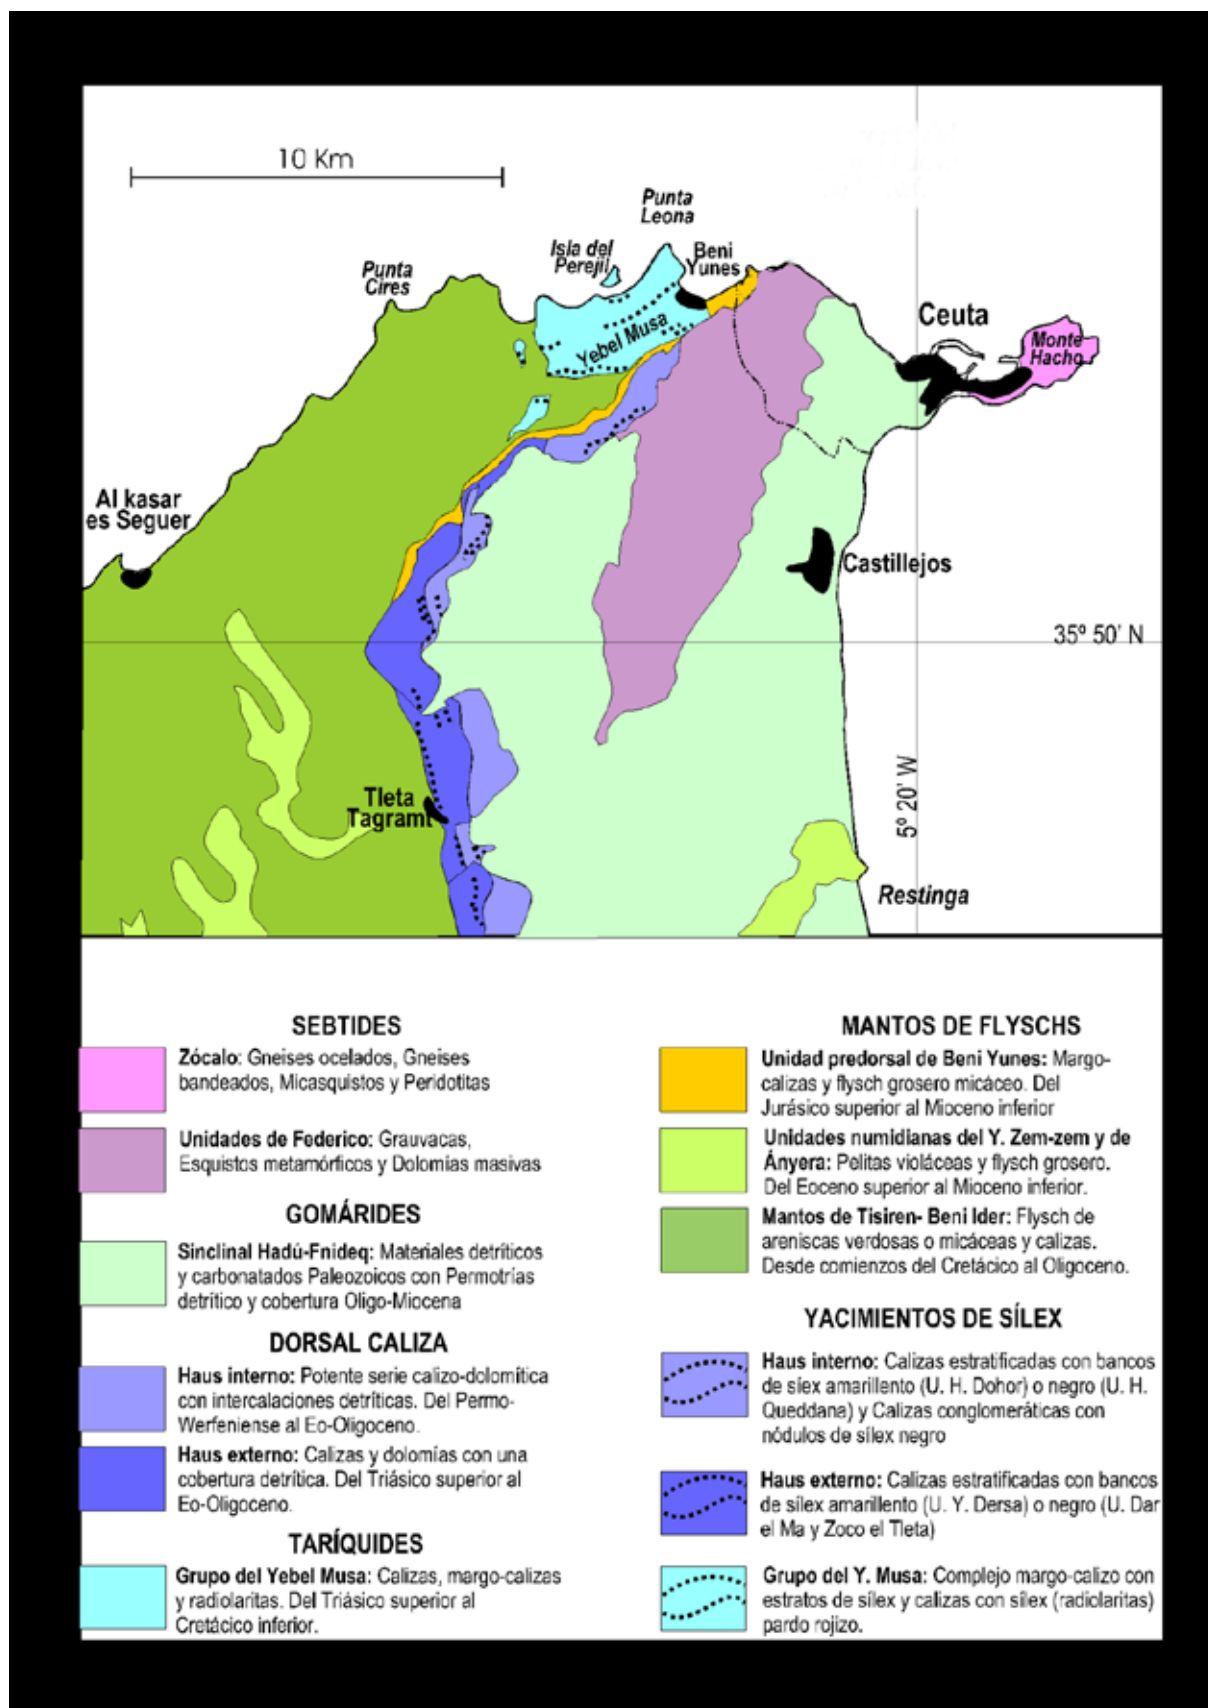 10 Km
Punta
Leona
Isla del
Perejil
Beni
Yunes
Punta
Cires
Yebel Musa
Ceuta
Monte
Hacho
Al kasar
es Seguer
Castillejos
35º 50' N
5º 20' W
Tleta
Tagramt
Restinga
SEBTIDES
Zócalo: Gneises ocelados, Gneises
bandeados, Micasquistos y Peridotitas
Unidades de Federico: Grauvacas,
Esquistos metamórficos y Dolomías masivas
GOMÁRIDES
Sinclinal Hadú-Fnideq: Materiales detríticos
y carbonatados Paleozoicos con Permotrías
detrítico y cobertura Oligo-Miocena
DORSAL CALIZA
Haus interno: Potente serie calizo-dolomítica
con intercalaciones detríticas. Del Permo-
Werfeniense al Eo-Oligoceno.
Haus externo: Calizas y dolomías con una
cobertura detrítica. Del Triásico superior al
Eo-Oligoceno.
TARÍQUIDES
Grupo del Yebel Musa: Calizas, margo-calizas
y radiolaritas. Del Triásico superior al
Cretácico inferior.
MANTOS DE FLYSCHS
Unidad predorsal de Beni Yunes: Margo-
calizas y flysch grosero micáceo. Del
Jurásico superior al Mioceno inferior
Unidades numidianas del Y. Zem-zem y de
Ányera: Pelitas violáceas y flysch grosero.
Del Eoceno superior al Mioceno inferior.
Mantos de Tisiren- Beni Ider: Flysch de
areniscas verdosas o micáceas y calizas.
Desde comienzos del Cretácico al Oligoceno.
YACIMIENTOS DE SÍLEX
Haus interno: Calizas estratificadas con bancos
de sílex amarillento (U. H. Dohor) o negro (U. H.
Queddana) y Calizas conglomeráticas con
nódulos de sílex negro
Haus externo: Calizas estratificadas con bancos
de sílex amarillento (U. Y. Dersa) o negro (U. Dar
el Ma y Zoco el Tleta)
Grupo del Y. Musa: Complejo margo-calizo con
estratos de sílex y calizas con sílex (radiolaritas)
pardo rojizo.